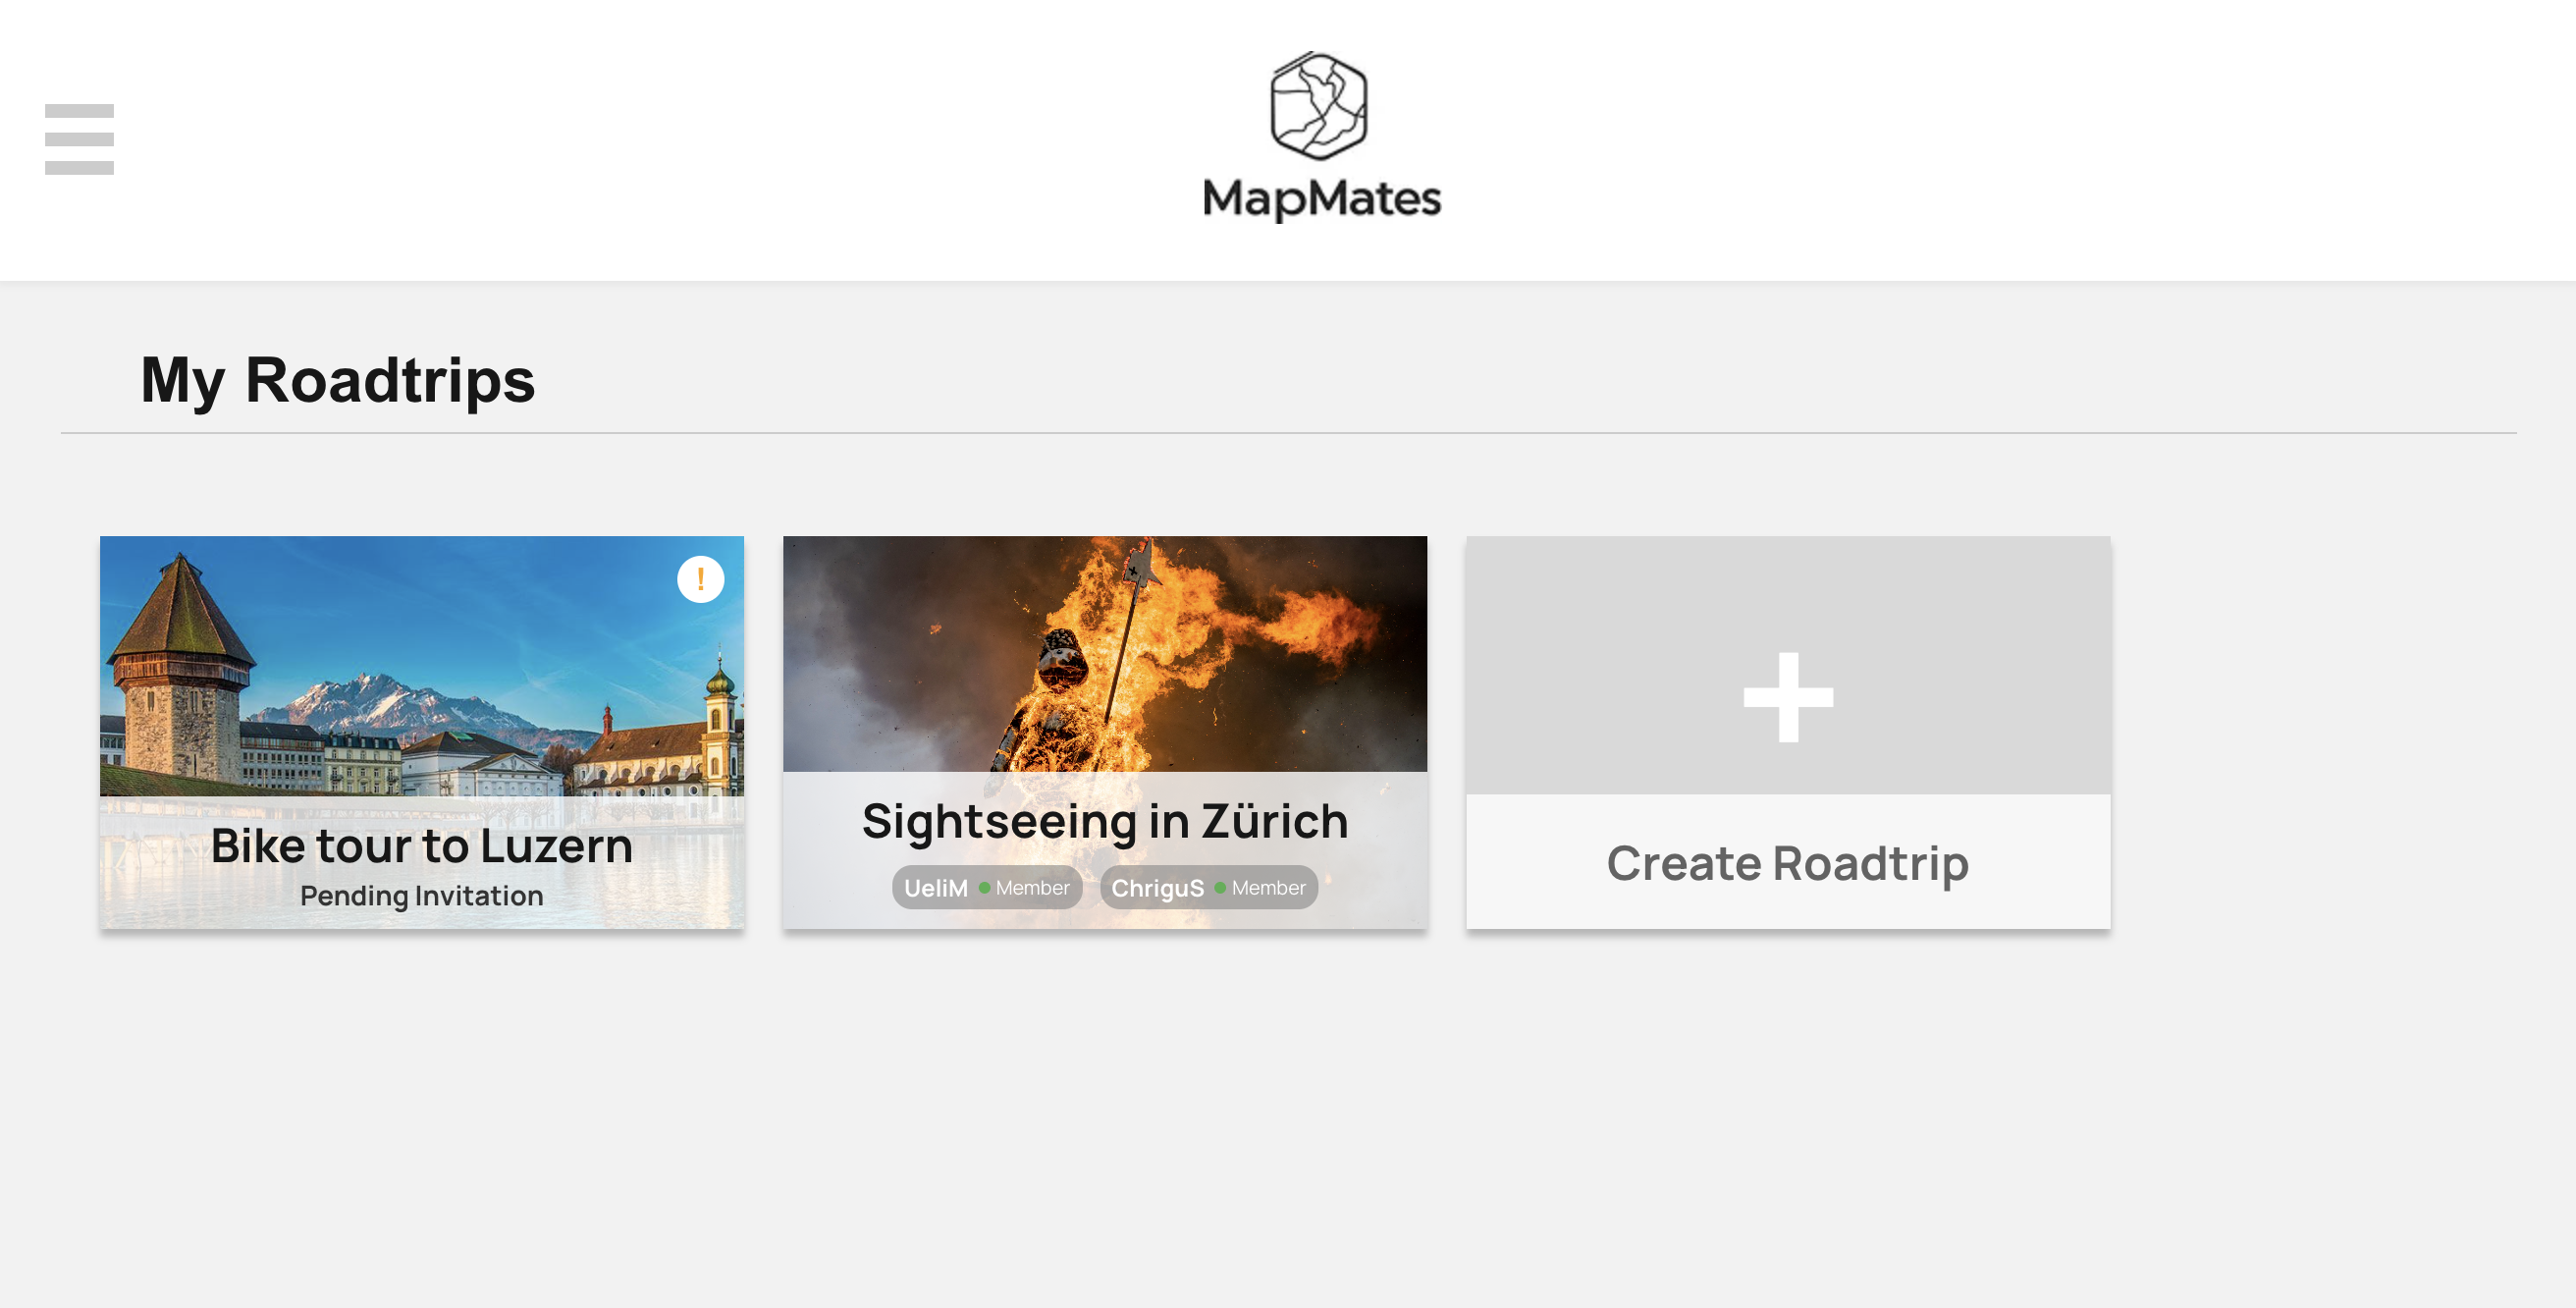 MapMates
My Roadtrips
!
Bike tour to Luzern
Pending Invitation
Sightseeing in Zürich
UeliM Member ChriguS Member
+
Create Roadtrip